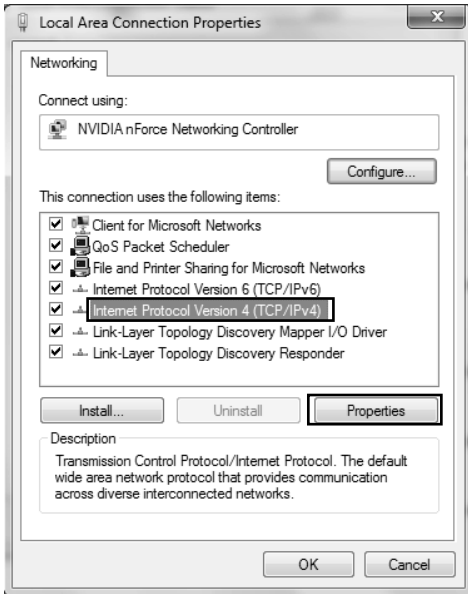 Local Area Connection Properties
Networking
Connect using:
NVIDIA nForce Networking Controller
Configure...
This connection uses the following items:
Client for Microsoft Networks
QoS Packet Scheduler
File and Printer Sharing for Microsoft Networks
Internet Protocol Version 6 (TCP/IPv6)
Internet Protocol Version 4 (TCP/IPv4)
Link-Layer Topology Discovery Mapper I/O Driver
Link-Layer Topology Discovery Responder
Install... Uninstall Properties
Description
Transmission Control Protocol/Internet Protocol. The default
wide area network protocol that provides communication
across diverse interconnected networks.
OK Cancel